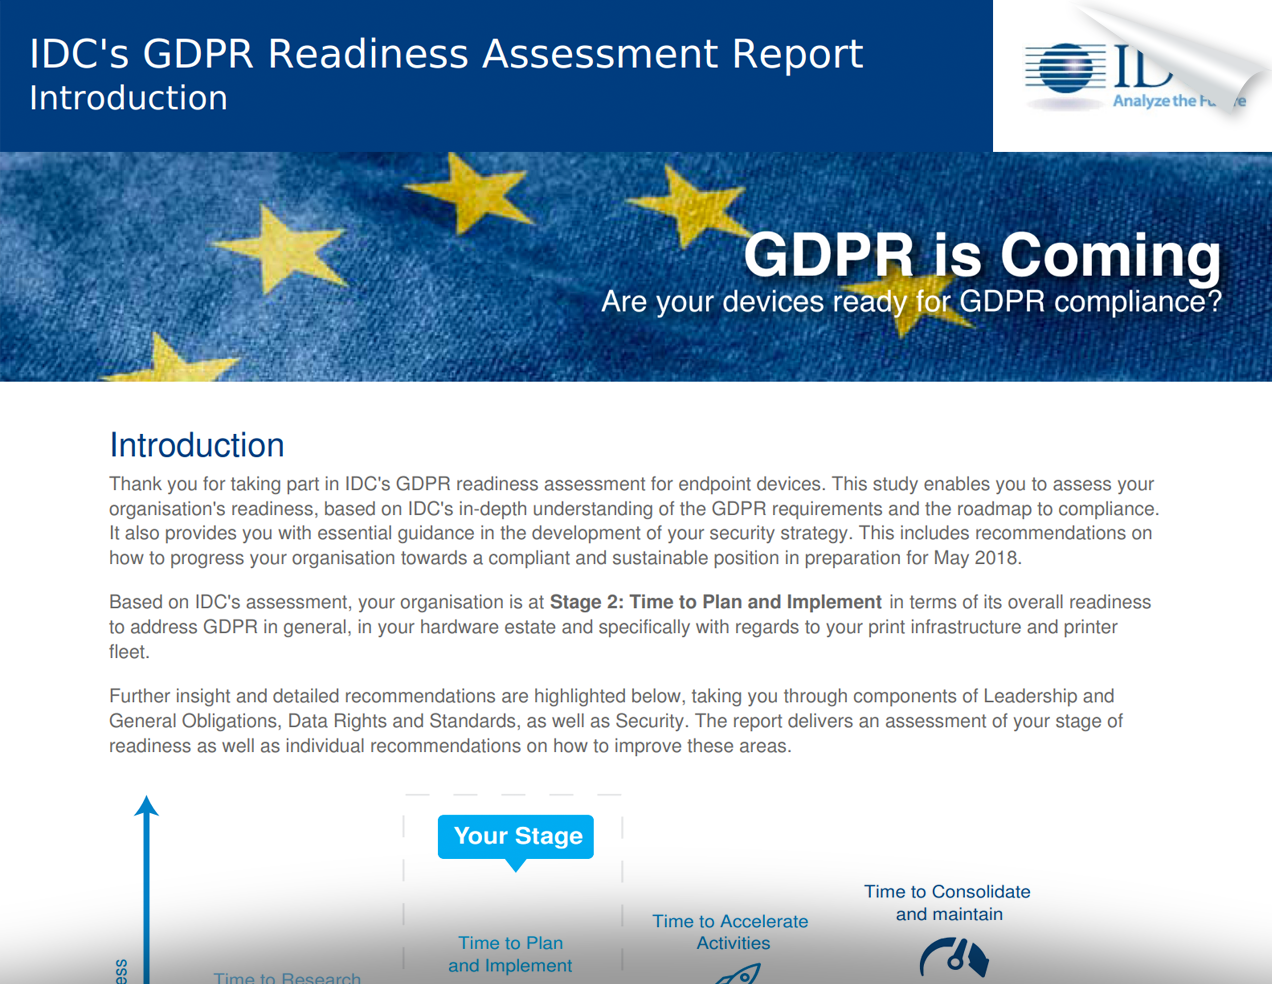 IDC's GDPR Readiness Assessment Report
Introduction
Analyze the
GDPR is Coming
Are your devices ready for GDPR compliance?
Introduction
Thank you for taking part in IDC's GDPR readiness assessment for endpoint devices. This study enables you to assess your
organisation's readiness, based on IDC's in-depth understanding of the GDPR requirements and the roadmap to compliance.
It also provides you with essential guidance in the development of your security strategy. This includes recommendations on
how to progress your organisation towards a compliant and sustainable position in preparation for May 2018.
Based on IDC's assessment, your organisation is at Stage 2: Time to Plan and Implement in terms of its overall readiness
to address GDPR in general, in your hardware estate and specifically with regards to your print infrastructure and printer
fleet.
Further insight and detailed recommendations are highlighted below, taking you through components of Leadership and
General Obligations, Data Rights and Standards, as well as Security. The report delivers an assessment of your stage of
readiness as well as individual recommendations on how to improve these areas.
Your Stage
Time to Consolidate
and maintain
Time to Accelerate
Activities
Time to Plan
and Implement
Time to Research